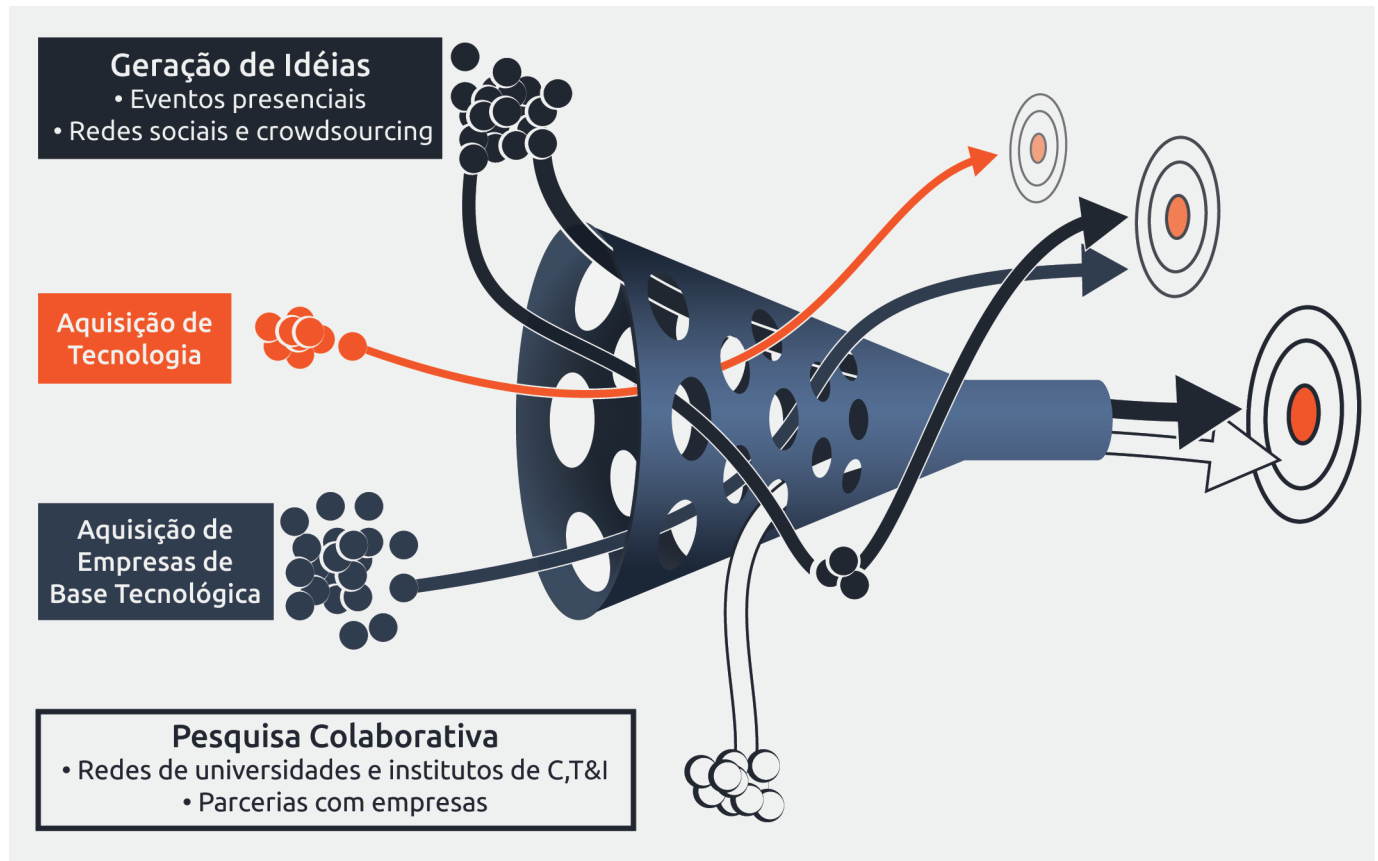 Geração de Idéias
• Eventos presenciais
• Redes sociais e crowdsourcing
Aquisição de
Tecnologia
Aquisição de
Empresas de
Base Tecnológica
Pesquisa Colaborativa
• Redes de universidades e institutos de C,T&I
• Parcerias com empresas